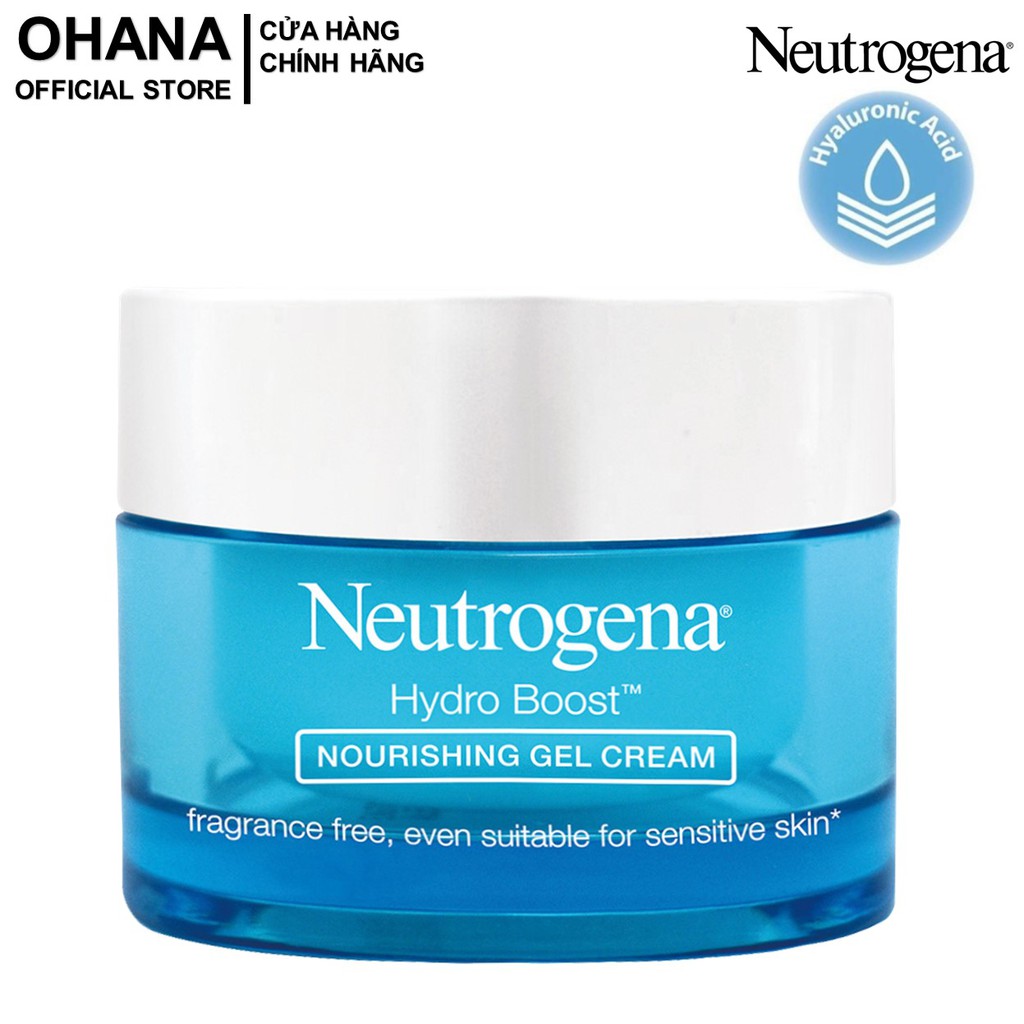 OHANA
OFFICIAL STORE
CỬA HÀNG
CHÍNH HÃNG
Neutrogena®
Hyaluronic Acid
Neutrogena®
Hydro Boost™
NOURISHING GEL CREAM
fragrance free, even suitable for sensitive skin*